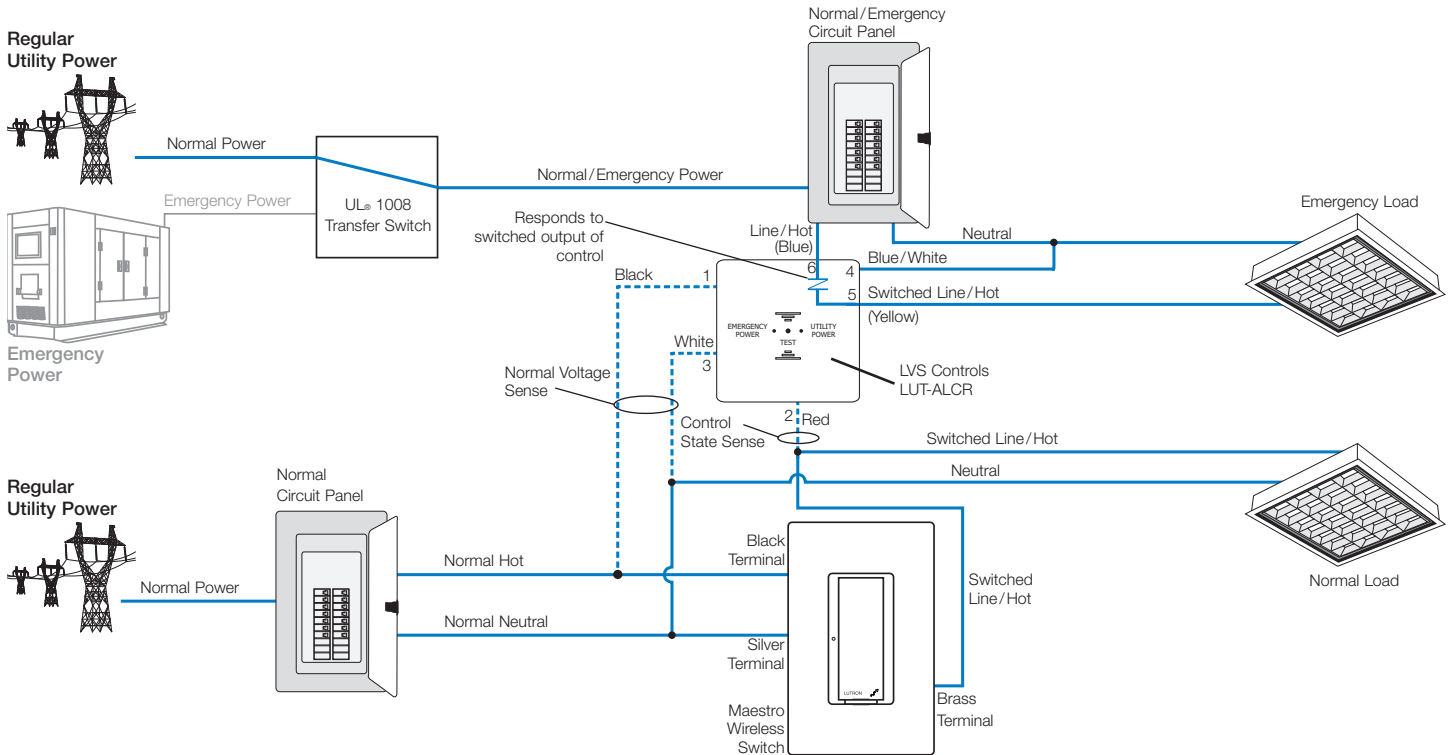 Normal/Emergency
Circuit Panel
Regular
Utility Power
Normal Power
Normal/Emergency Power
Emergency Power
UL® 1008
Transfer Switch
Emergency
Power
Responds to
switched output of
control
Line/Hot
(Blue)
Neutral
Emergency Load
Blue/White
6
4
5
Switched Line/Hot
(Yellow)
Black
1
EMERGENCY
POWER
UTILITY
POWER
TEST
White
3
LVS Controls
LUT-ALCR
Normal Voltage
Sense
2
Red
Control
State Sense
Switched Line/Hot
Neutral
Normal Load
Normal
Circuit Panel
Regular
Utility Power
Normal Power
Normal Hot
Normal Neutral
Black
Terminal
Silver
Terminal
Switched
Line/Hot
LUTRON
Brass
Terminal
Maestro
Wireless
Switch